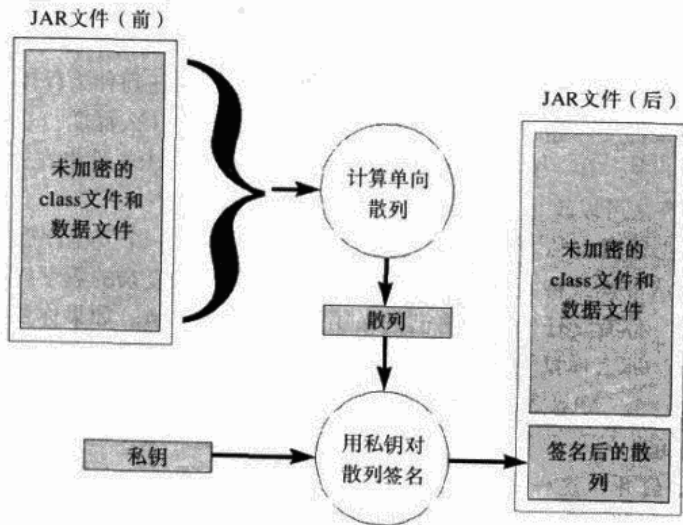 JAR文件（前）
未加密的
class文件和
数据文件
计算单向
散列
散列
私钥
用私钥对
散列签名
JAR文件（后）
未加密的
class文件和
数据文件
签名后的散
列